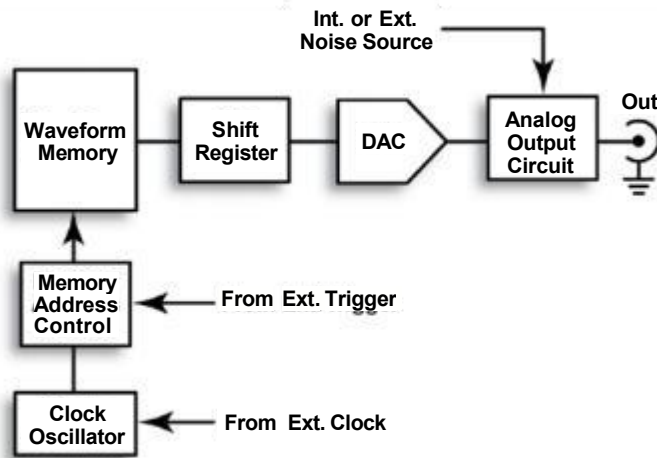 Int. or Ext.
Noise Source
Waveform
Memory
Shift
Register
DAC
Analog
Output
Circuit
Out
Memory
Address
Control
From Ext. Trigger
Clock
Oscillator
From Ext. Clock